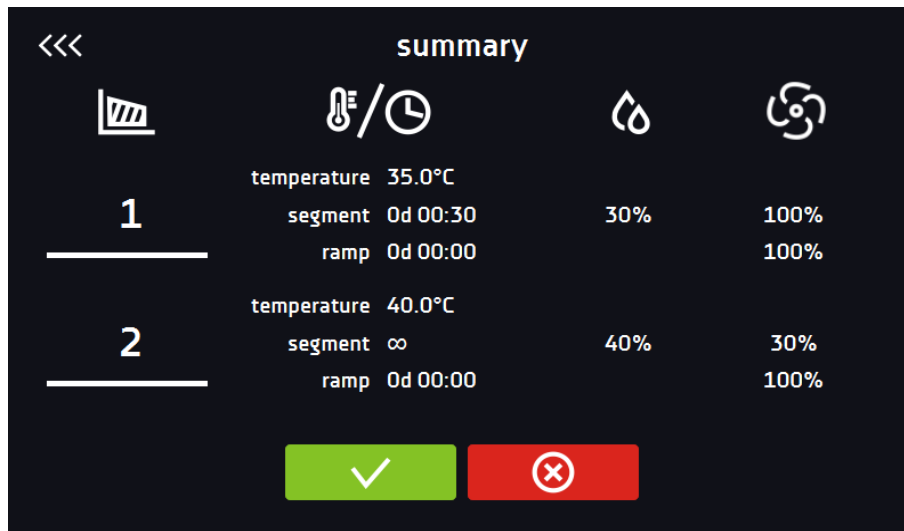 <<< summary
temperature 35.0°C
1 segment 0d 00:30 30% 100%
ramp 0d 00:00 100%
temperature 40.0°C
2 segment ∞ 40% 30%
ramp 0d 00:00 100%